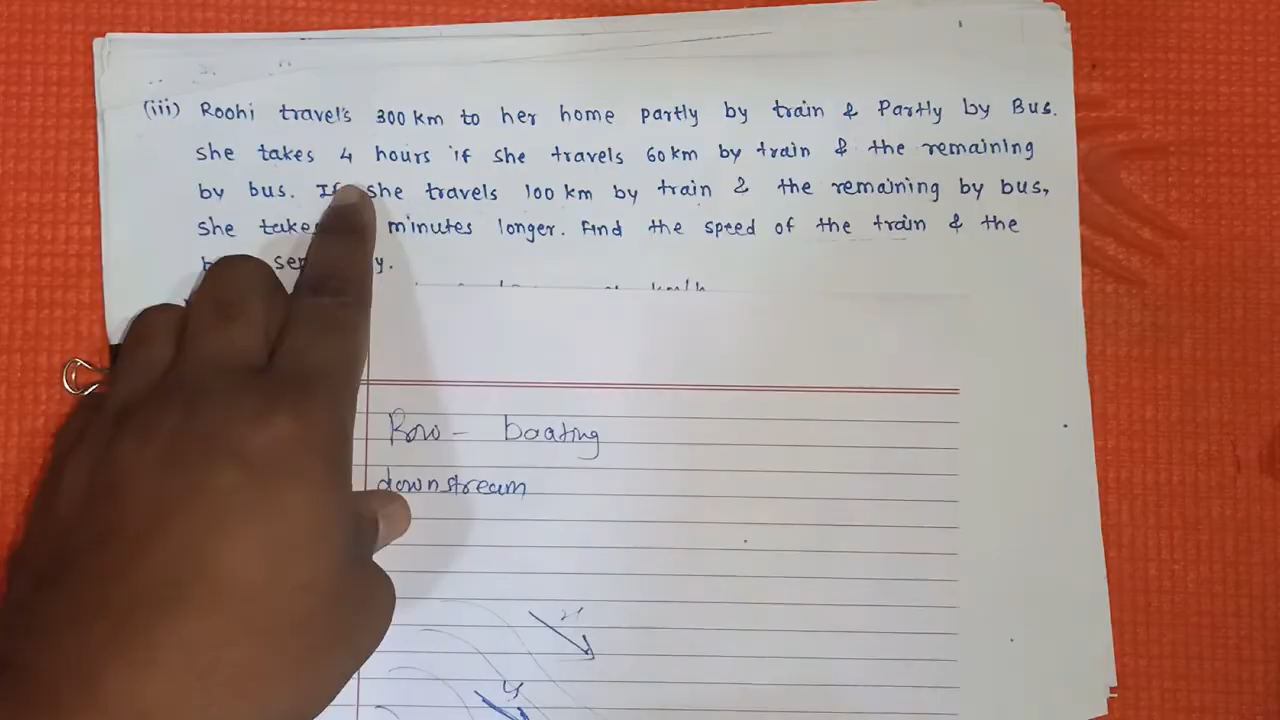 (iii) Roohi travel's 300 km to her home partly by train & Partly by Bus.
she takes 4 hours if she travels 60 km by train & the remaining
by bus. If she travels 100 km by train & the remaining by bus,
she takes minutes longer. Find the speed of the train & the
Row - boating
downstream